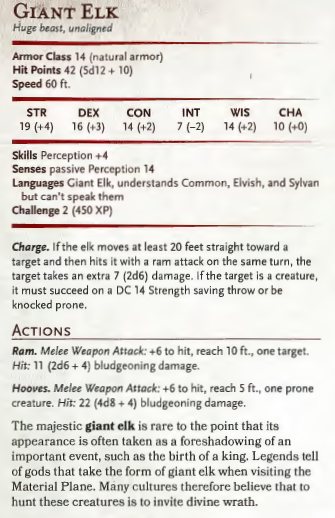 GIANT ELK
Huge beast, unaligned
Armor Class 14 (natural armor)
Hit Points 42 (5d12 + 10)
Speed 60 ft.
STR DEX CON INT WIS CHA
19 (+4) 16 (+3) 14 (+2) 7 (–2) 14 (+2) 10 (+0)
Skills Perception +4
Senses passive Perception 14
Languages Giant Elk, understands Common, Elvish, and Sylvan
but can't speak them
Challenge 2 (450 XP)
Charge. If the elk moves at least 20 feet straight toward a
target and then hits it with a ram attack on the same turn, the
target takes an extra 7 (2d6) damage. If the target is a creature,
it must succeed on a DC 14 Strength saving throw or be
knocked prone.
ACTIONS
Ram. Melee Weapon Attack: +6 to hit, reach 10 ft., one target.
Hit: 11 (2d6 + 4) bludgeoning damage.
Hooves. Melee Weapon Attack: +6 to hit, reach 5 ft., one prone
creature. Hit: 22 (4d8 + 4) bludgeoning damage.
The majestic giant elk is rare to the point that its
appearance is often taken as a foreshadowing of an
important event, such as the birth of a king. Legends tell
of gods that take the form of giant elk when visiting the
Material Plane. Many cultures therefore believe that to
hunt these creatures is to invite divine wrath.